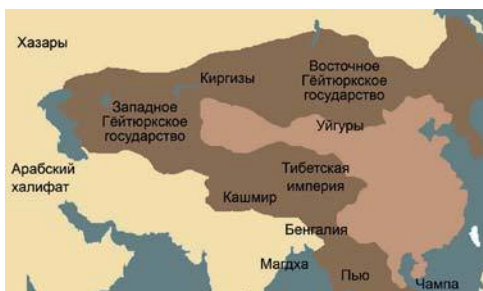 Хазары
Киргизы
Восточное
Гёйтюркское
государство
Западное
Гёйтюркское
государство
Уйгуры
Арабский
халифат
Тибетская
империя
Кашмир
Бенгалия
Магдха
Пью
Чампа